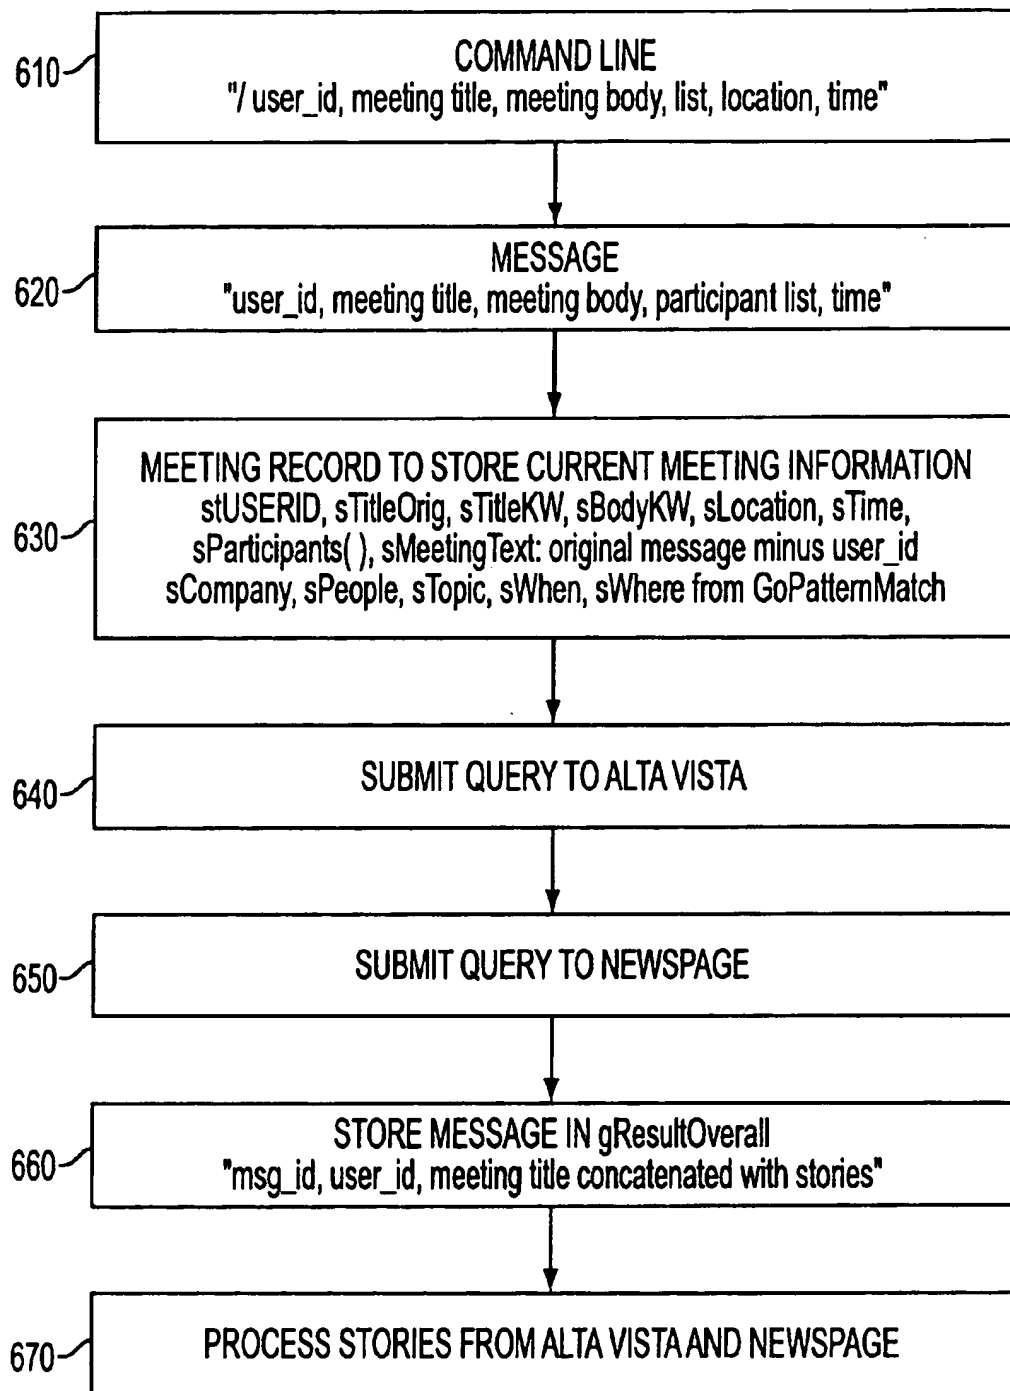 610
COMMAND LINE
"/ user_id, meeting title, meeting body, list, location, time"
620
MESSAGE
"user_id, meeting title, meeting body, participant list, time"
630
MEETING RECORD TO STORE CURRENT MEETING INFORMATION
stUSERID, sTitleOrig, sTitleKW, sBodyKW, sLocation, sTime,
sParticipants( ), sMeetingText: original message minus user_id
sCompany, sPeople, sTopic, sWhen, sWhere from GoPatternMatch
640
SUBMIT QUERY TO ALTA VISTA
650
SUBMIT QUERY TO NEWSPAGE
660
STORE MESSAGE IN gResultOverall
"msg_id, user_id, meeting title concatenated with stories"
670
PROCESS STORIES FROM ALTA VISTA AND NEWSPAGE